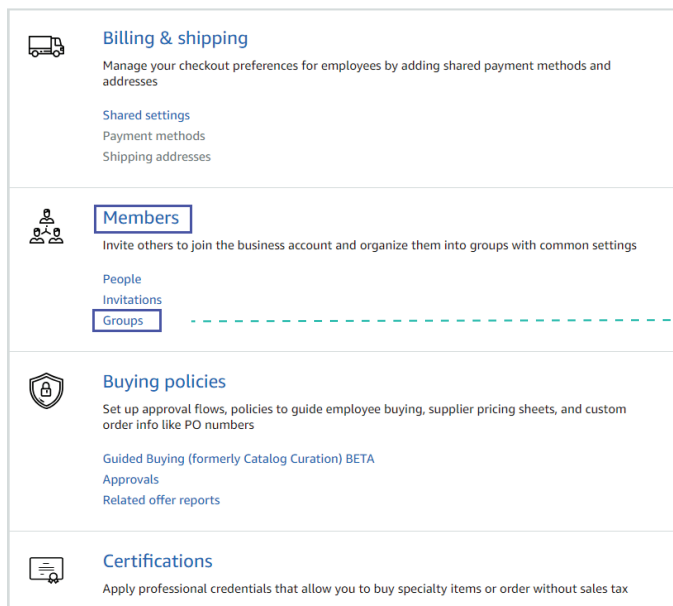 Billing & shipping
Manage your checkout preferences for employees by adding shared payment methods and
addresses
Shared settings
Payment methods
Shipping addresses
Members
Invite others to join the business account and organize them into groups with common settings
People
Invitations
Groups
Buying policies
Set up approval flows, policies to guide employee buying, supplier pricing sheets, and custom
order info like PO numbers
Guided Buying (formerly Catalog Curation) BETA
Approvals
Related offer reports
Certifications
Apply professional credentials that allow you to buy specialty items or order without sales tax